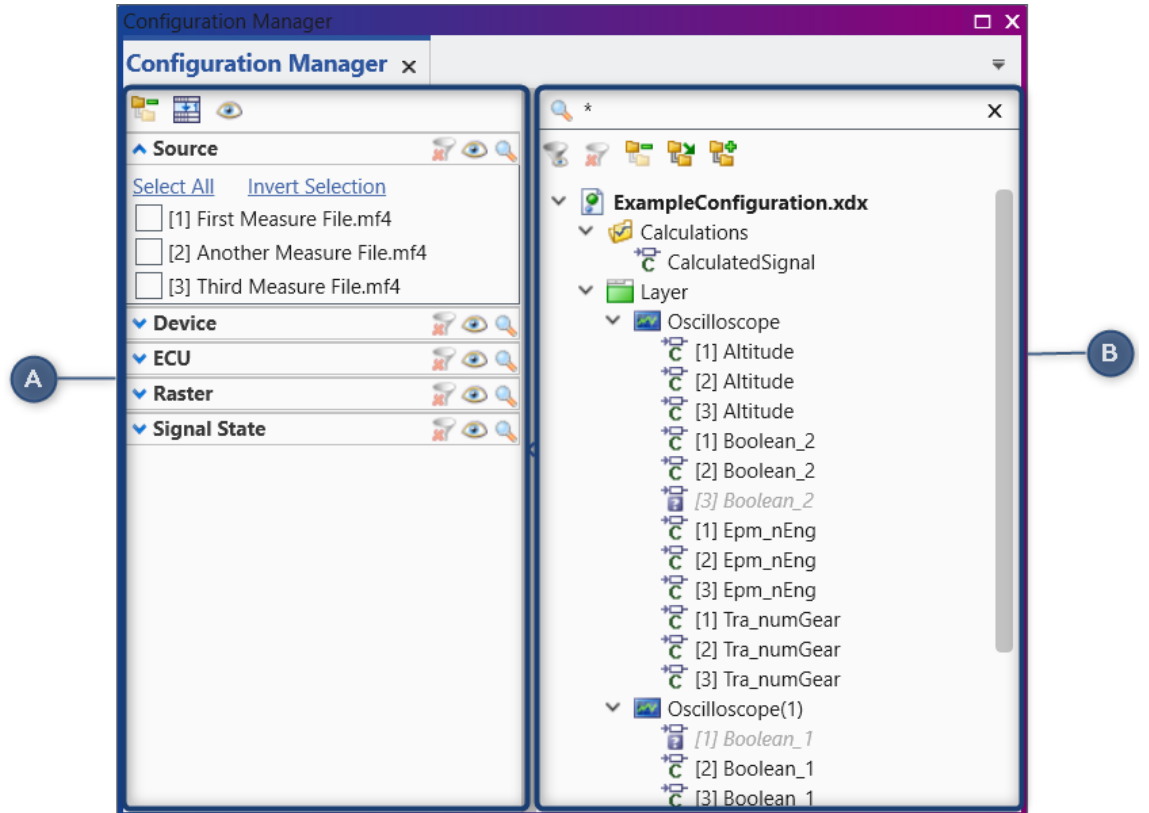 Configuration Manager
Configuration Manager
*
Source
Select All Invert Selection
[1] First Measure File.mf4
[2] Another Measure File.mf4
[3] Third Measure File.mf4
Device
ECU
Raster
Signal State
A
ExampleConfiguration.xdx
Calculations
CalculatedSignal
Layer
Oscilloscope
[1] Altitude
[2] Altitude
[3] Altitude
[1] Boolean_2
[2] Boolean_2
[3] Boolean_2
[1] Epm_nEng
[2] Epm_nEng
[3] Epm_nEng
[1] Tra_numGear
[2] Tra_numGear
[3] Tra_numGear
Oscilloscope(1)
[1] Boolean_1
[2] Boolean_1
[3] Boolean_1
B